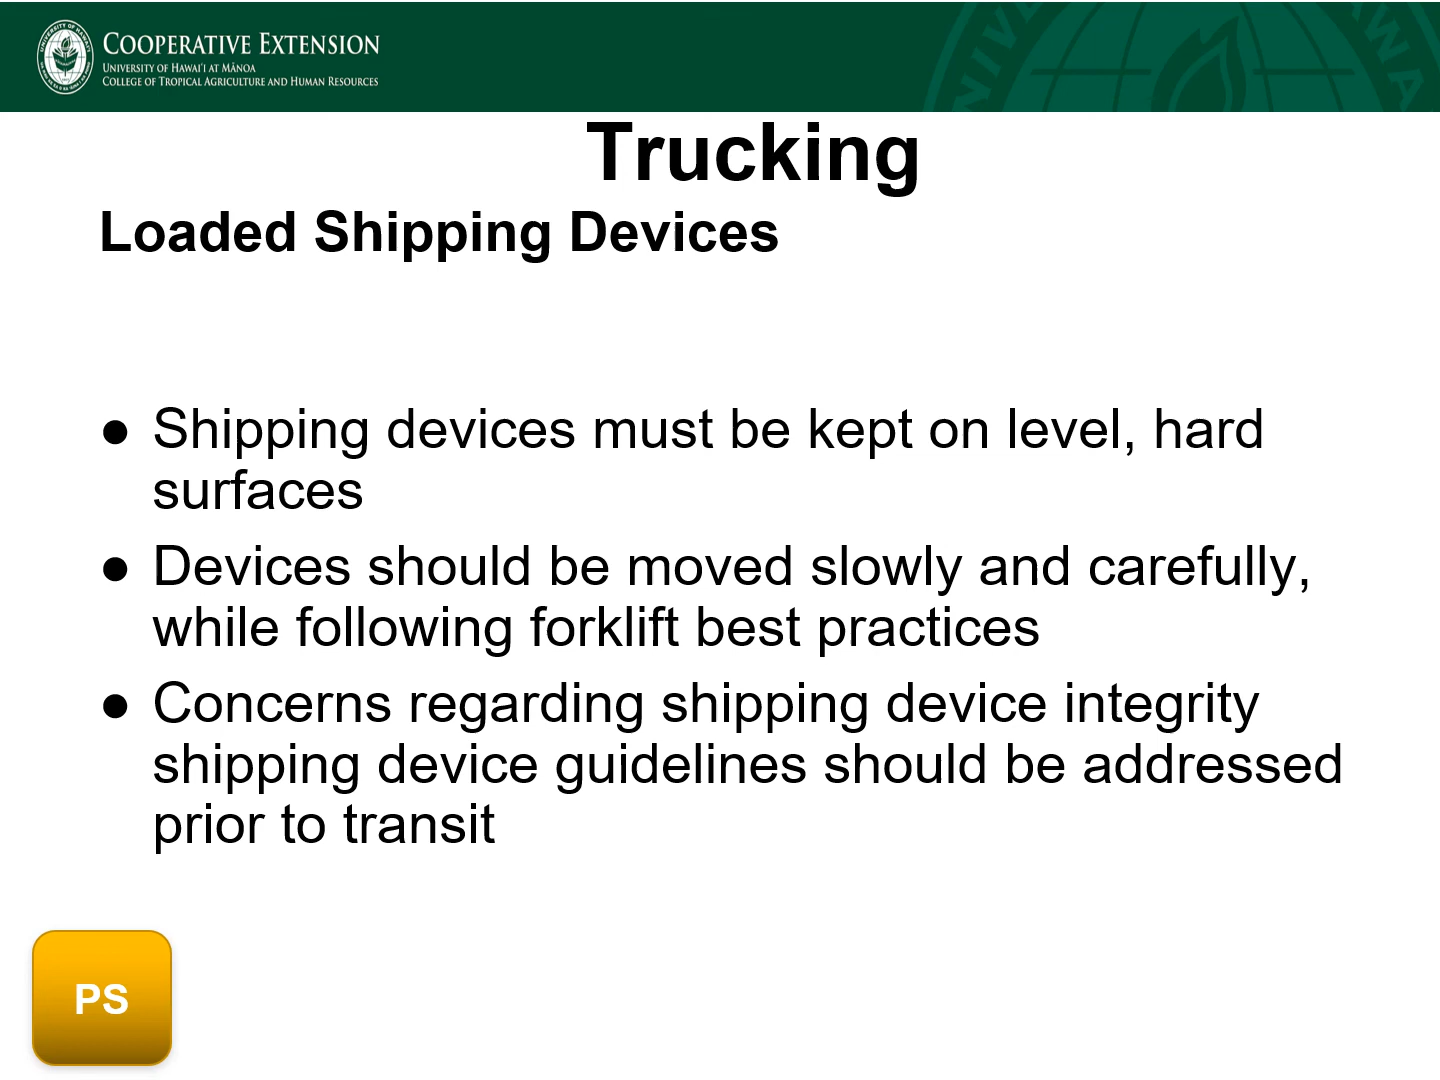 COOPERATIVE EXTENSION
UNIVERSITY OF HAWAI'I AT MĀNOA
COLLEGE OF TROPICAL AGRICULTURE AND HUMAN RESOURCES
Trucking
Loaded Shipping Devices
● Shipping devices must be kept on level, hard
surfaces
● Devices should be moved slowly and carefully,
while following forklift best practices
● Concerns regarding shipping device integrity
shipping device guidelines should be addressed
prior to transit
PS